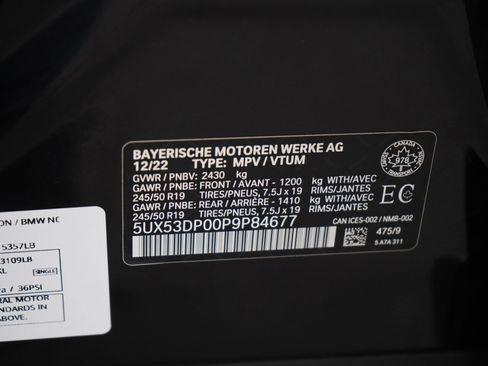 BAYERISCHE MOTOREN WERKE AG
12/22 TYPE: MPV / VTUM
GVWR / PNBV: 2430 kg
GAWR / PNBE: FRONT / AVANT - 1200 kg WITH/AVEC
245/50 R19 TIRES/PNEUS, 7.5J x 19 RIMS/JANTES,
GAWR / PNBE: REAR / ARRIÈRE - 1410 kg WITH/AVEC
245/50 R19 TIRES/PNEUS, 7.5J x 19 RIMS/JANTES
5UX53DP00P9P84677
CANADA
978
TRANSPORT
EC
CAN ICES-002 / NMB-002
475/9
5 A7A 311
ON / BMW NO
5357LB
3109LB
XL SINGLE
a / 36PSI
RAL MOTOR
NDARDS IN
ABOVE.